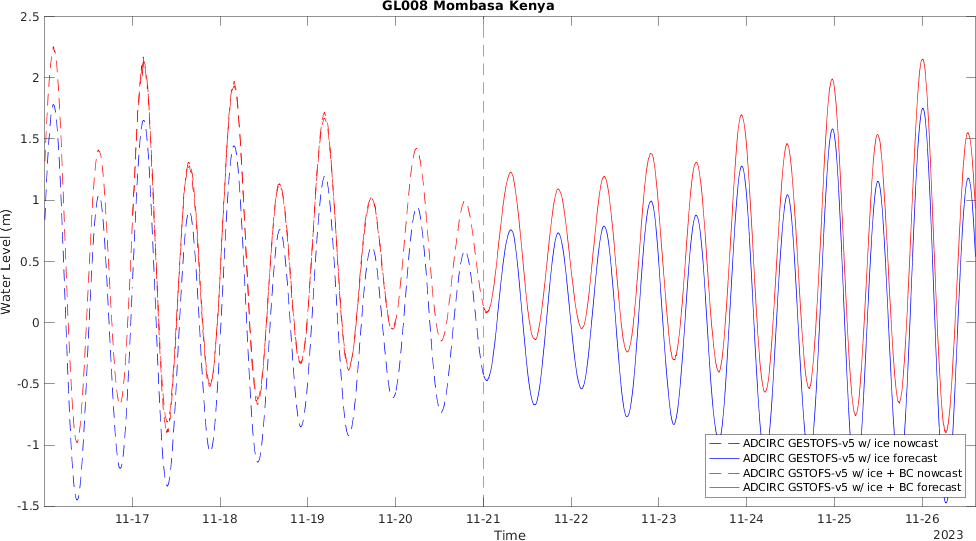 GL008 Mombasa Kenya
2.5
2
1.5
1
0.5
0
-0.5
-1
-1.5
Water Level (m)
11-17
11-18
11-19
11-20
11-21
11-22
11-23
11-24
11-25
11-26
Time
2023
ADCIRC GESTOFS-v5 w/ ice nowcast
ADCIRC GESTOFS-v5 w/ ice forecast
ADCIRC GSTOFS-v5 w/ ice + BC nowcast
ADCIRC GSTOFS-v5 w/ ice + BC forecast